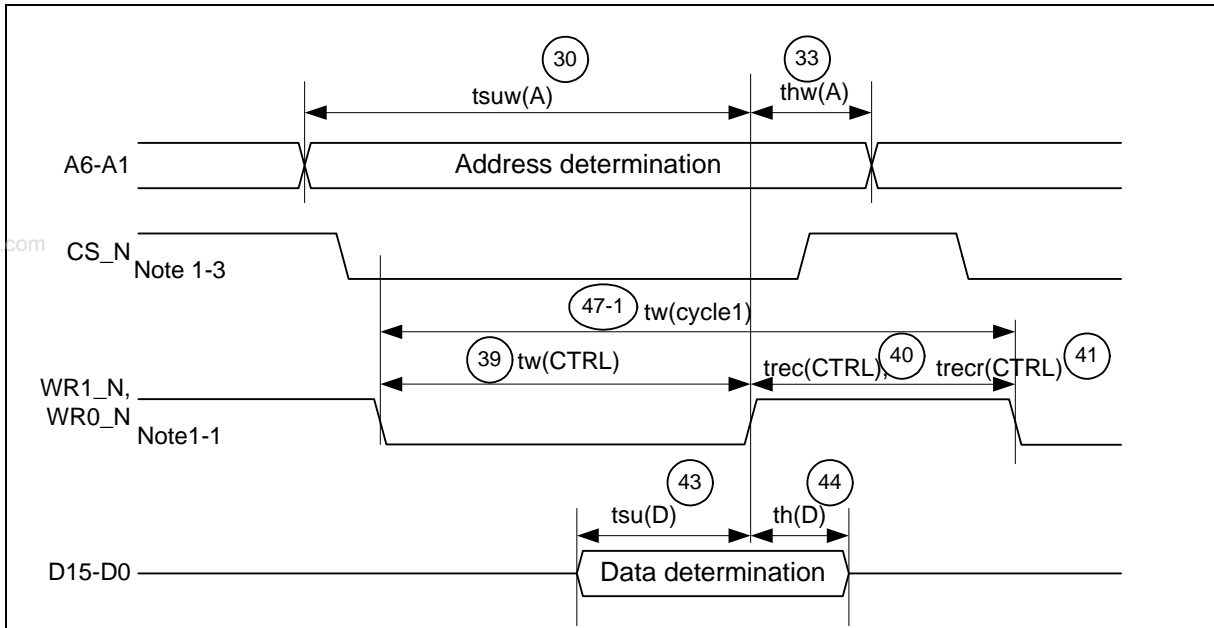 30
33
tsuw(A)
thw(A)
A6-A1
Address determination
.com
CS_N
Note 1-3
47-1 tw(cycle1)
39 tw(CTRL)
trec(CTRL), 40 trecr(CTRL) 41
WR1_N,
WR0_N
Note1-1
43
44
tsu(D)
th(D)
D15-D0
Data determination